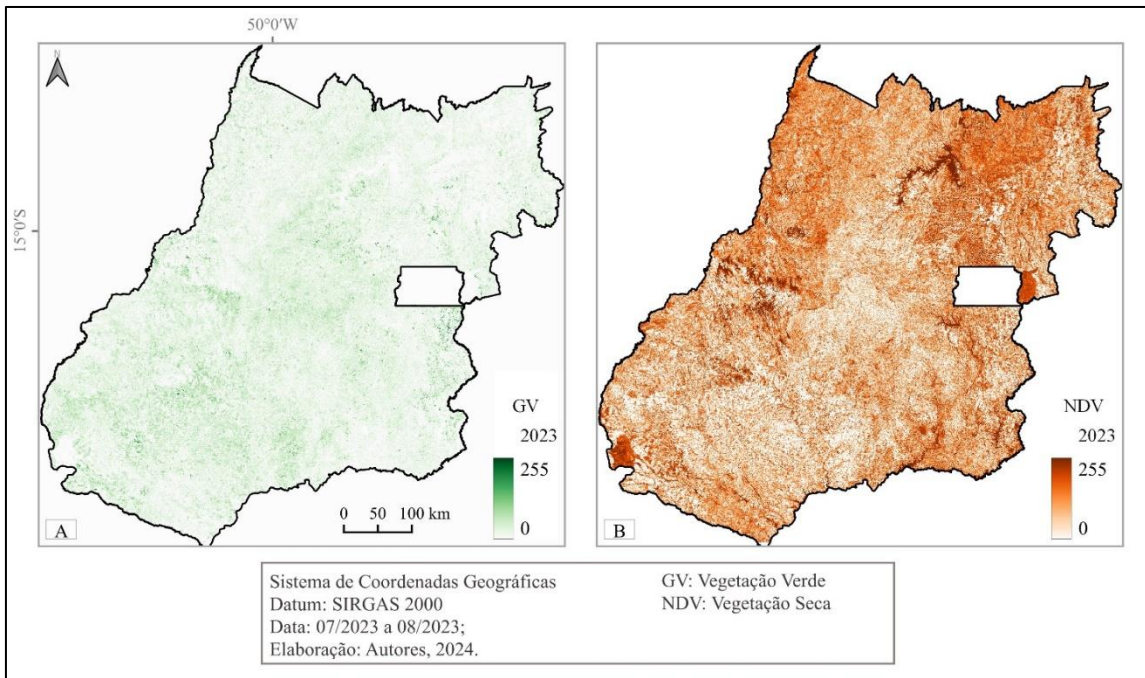 50°0'W
N
15°0'S
GV
2023
255
0
0 50 100 km
A
NDV
2023
255
0
B
Sistema de Coordenadas Geográficas
Datum: SIRGAS 2000
Data: 07/2023 a 08/2023;
Elaboração: Autores, 2024.
GV: Vegetação Verde
NDV: Vegetação Seca